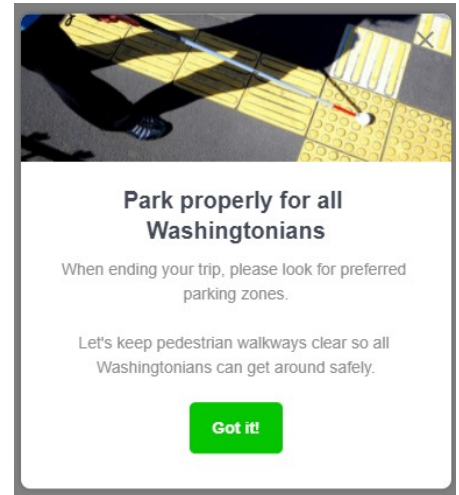 Park properly for all
Washingtonians
When ending your trip, please look for preferred
parking zones.
Let's keep pedestrian walkways clear so all
Washingtonians can get around safely.
Got it!